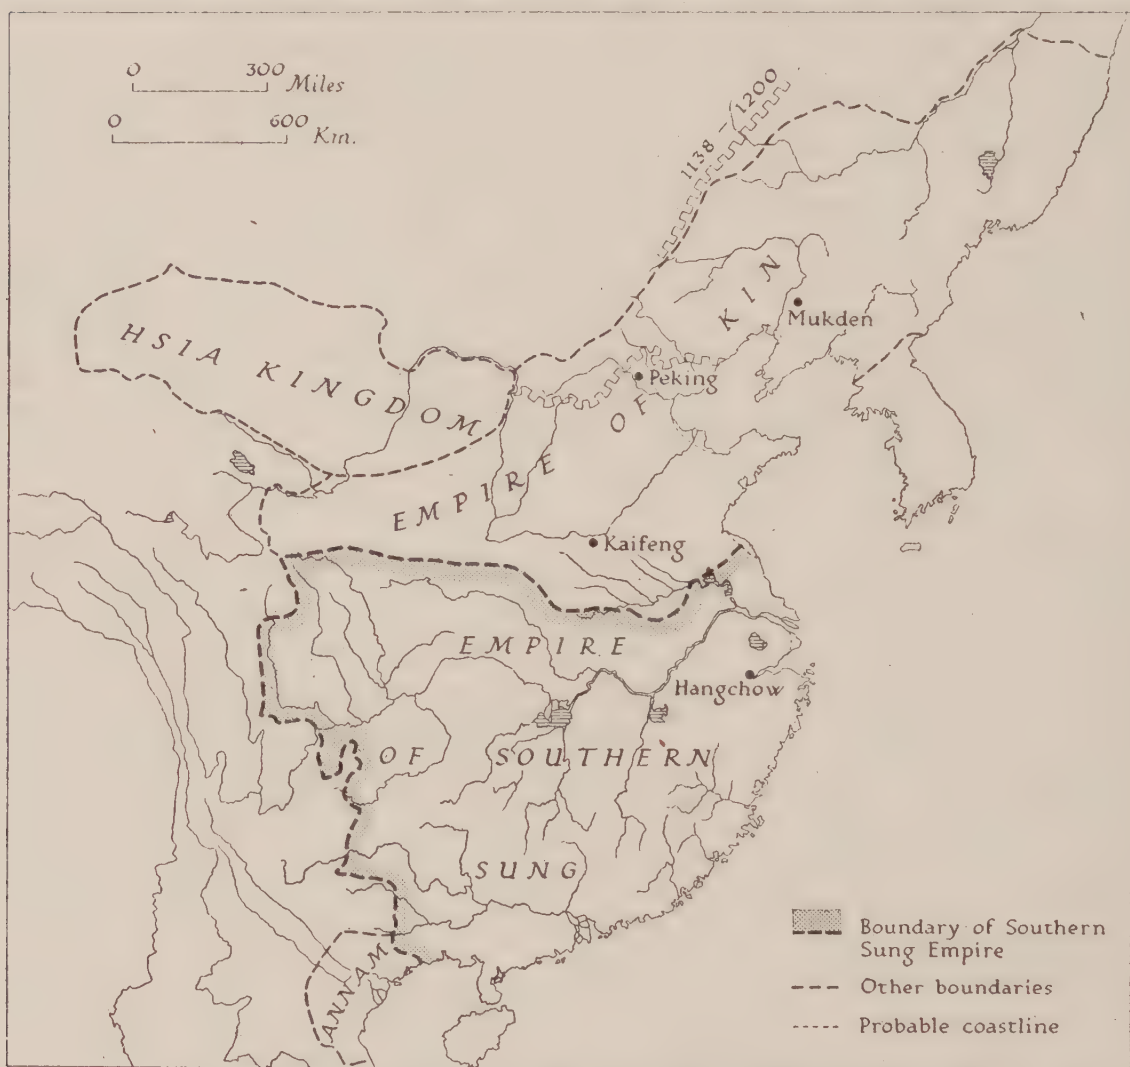 0 300 Miles
0 600 Km.
1138 - 1200
HSIA KINGDOM
EMPIRE OF KIN
Mukden
Peking
Kaifeng
EMPIRE
Hangchow
OF SOUTHERN
SUNG
ANNAM
Boundary of Southern
Sung Empire
Other boundaries
Probable coastline